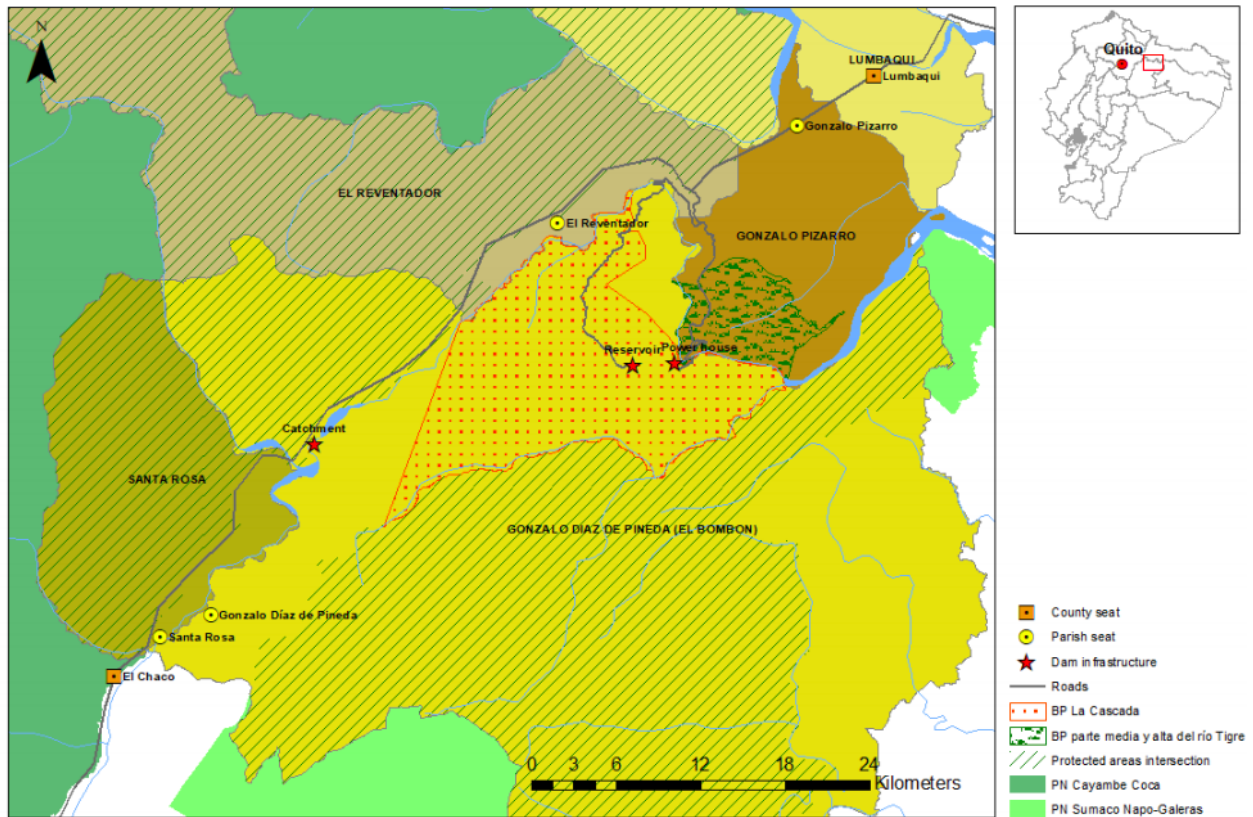 N
LUMBAQUI
Lumbaqui
Gonzalo Pizarro
EL REVENTADOR
El Reventador
GONZALO PIZARRO
Reservoir
Power house
Catchment
SANTA ROSA
GONZALO DIAZ DE PINEDA (EL BOMBON)
Gonzalo Díaz de Pineda
Santa Rosa
El Chaco
0 3 6 12 18 24
Kilometers
Quito
County seat
Parish seat
Dam infrastructure
Roads
BP La Cascada
BP parte media y alta del río Tigre
Protected areas intersection
PN Cayambe Coca
PN Sumaco Napo-Galeras